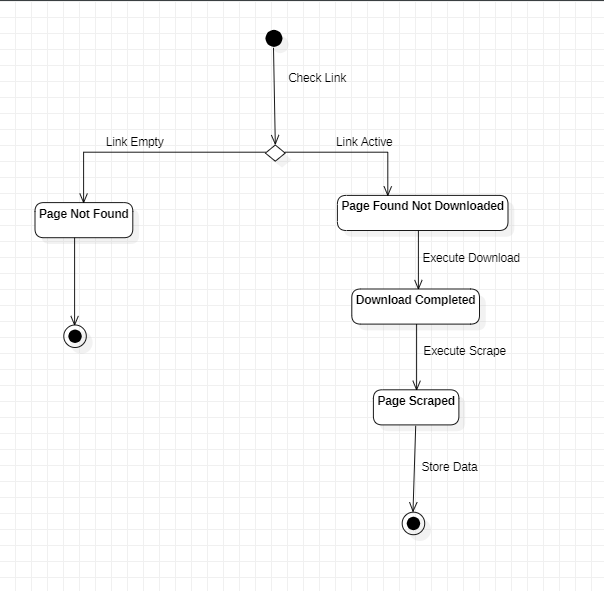 Check Link
Link Empty
Link Active
Page Not Found
Page Found Not Downloaded
Execute Download
Download Completed
Execute Scrape
Page Scraped
Store Data